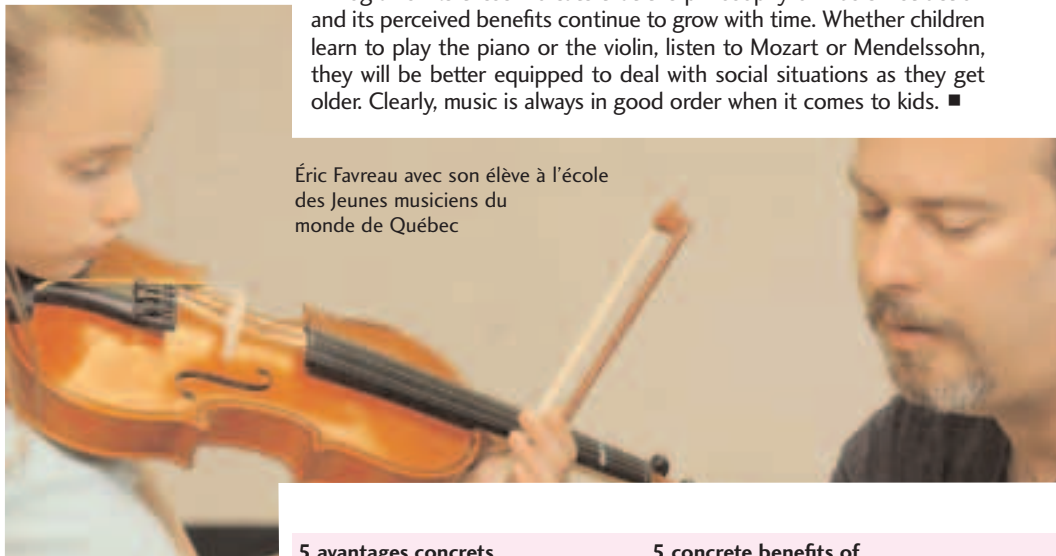 and its perceived benefits continue to grow with time. Whether children
learn to play the piano or the violin, listen to Mozart or Mendelssohn,
they will be better equipped to deal with social situations as they get
older. Clearly, music is always in good order when it comes to kids. ■
Éric Favreau avec son élève à l'école
des Jeunes musiciens du
monde de Québec
5 avantages concrets
5 concrete benefits of